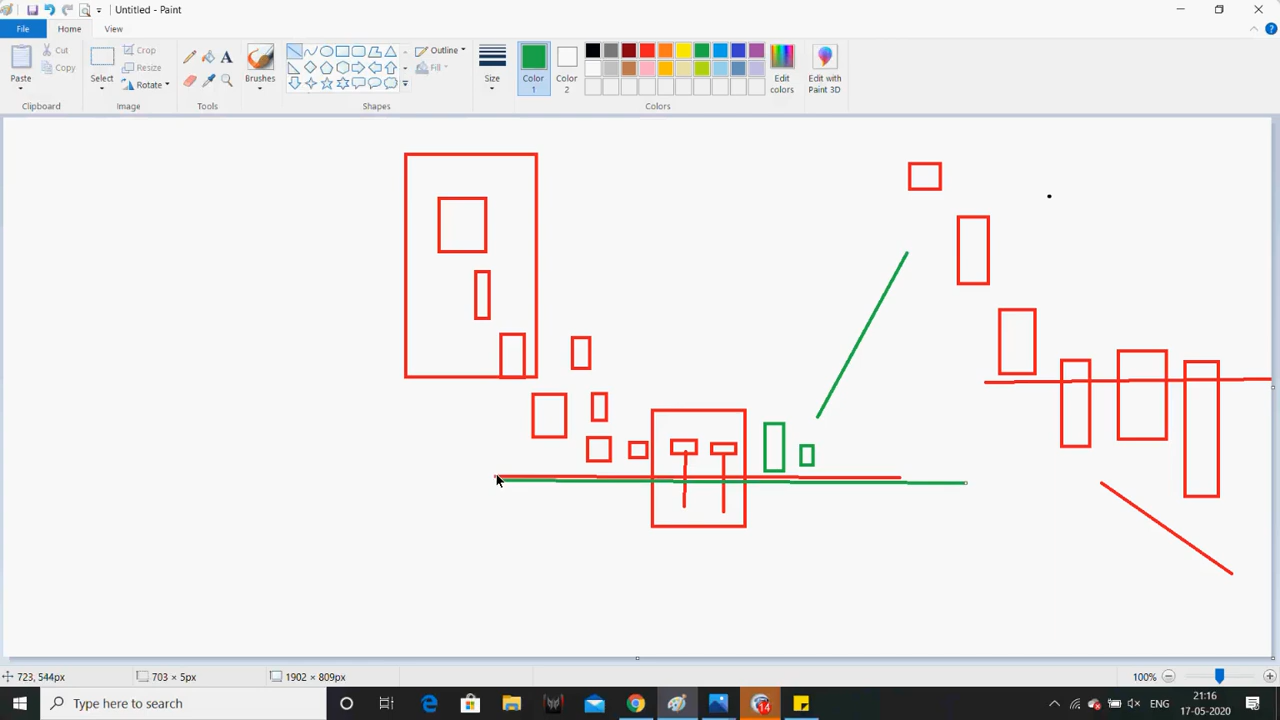 Untitled - Paint
File Home View
Paste
Cut
Copy
Clipboard
Select
Crop
Resize
Rotate
Image
Tools
Brushes
Outline
Fill
Shapes
Size
Color 1
Color 2
Edit colors
Colors
Edit with Paint 3D
723, 544px 703 × 5px 1902 × 809px 100%
Type here to search
14
ENG
21:16
17-05-2020